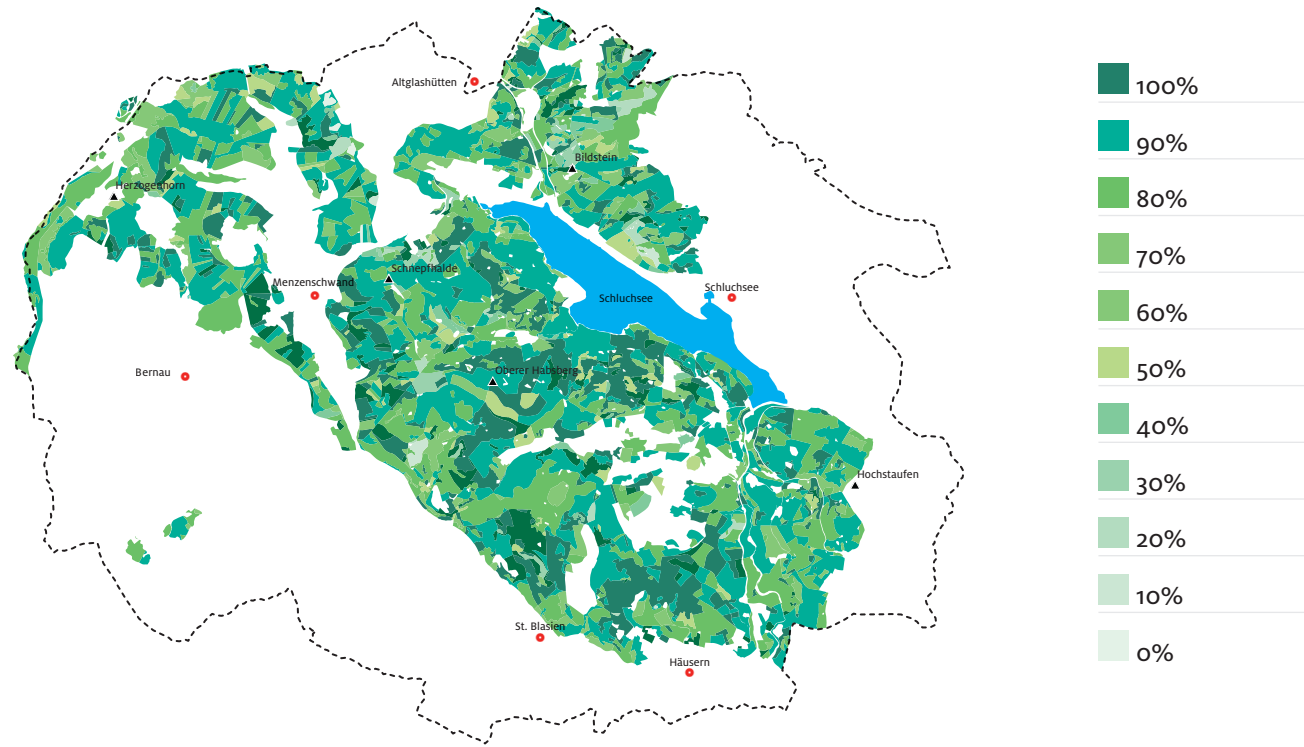 Altglashütten
Bildstein
Herzogenhorn
Schnepfhalde
Menzenschwand
Schluchsee
Schluchsee
Bernau
Oberer Habsberg
Hochstaufen
St. Blasien
Häusern
100%
90%
80%
70%
60%
50%
40%
30%
20%
10%
0%